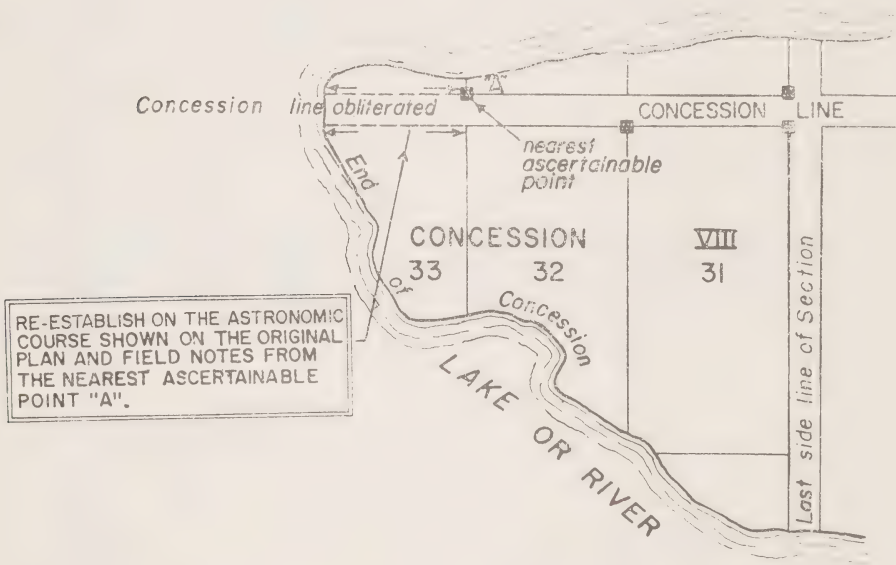 "A"
Concession line obliterated
CONCESSION LINE
nearest
ascertainable
point
End of Concession
CONCESSION VIII
33 32 31
RE-ESTABLISH ON THE ASTRONOMIC
COURSE SHOWN ON THE ORIGINAL
PLAN AND FIELD NOTES FROM
THE NEAREST ASCERTAINABLE
POINT "A".
LAKE OR RIVER
Last side line of Section